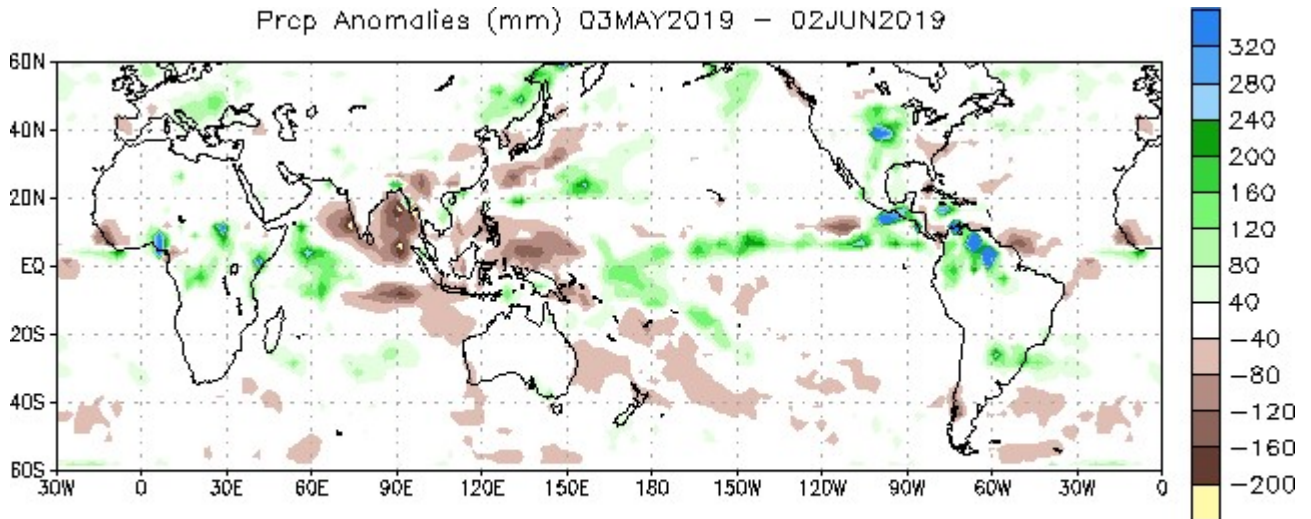 Prcp Anomalies (mm) 03MAY2019 – 02JUN2019
60N
40N
20N
EQ
20S
40S
60S
30W 0 30E 60E 90E 120E 150E 180 150W 120W 90W 60W 30W 0
320
280
240
200
160
120
80
40
−40
−80
−120
−160
−200